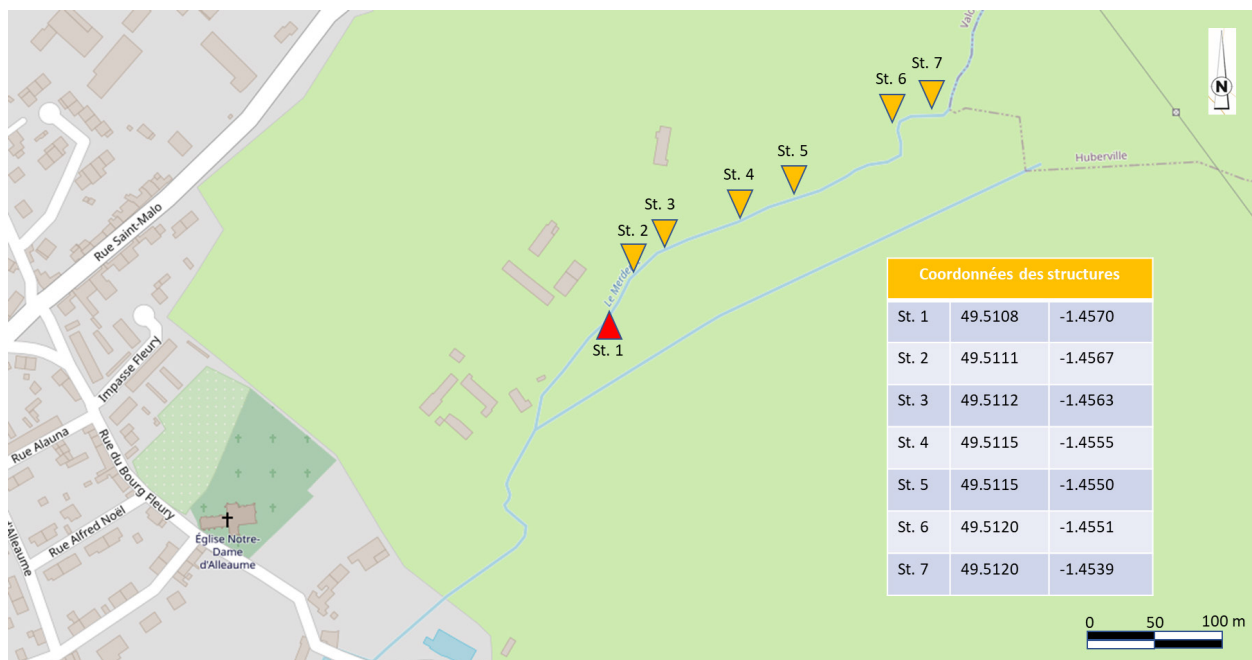 Valo
St. 7
St. 6
N
Huberville
St. 5
St. 4
St. 3
St. 2
Le Merde
St. 1
Rue Saint-Malo
Impasse Fleury
Rue Alauna
Rue du Bourg Fleury
Rue Alfred Noël
d'Alleaume
Église Notre-
Dame
d'Alleaume
Coordonnées des structures
St. 1 49.5108 -1.4570
St. 2 49.5111 -1.4567
St. 3 49.5112 -1.4563
St. 4 49.5115 -1.4555
St. 5 49.5115 -1.4550
St. 6 49.5120 -1.4551
St. 7 49.5120 -1.4539
0 50 100 m